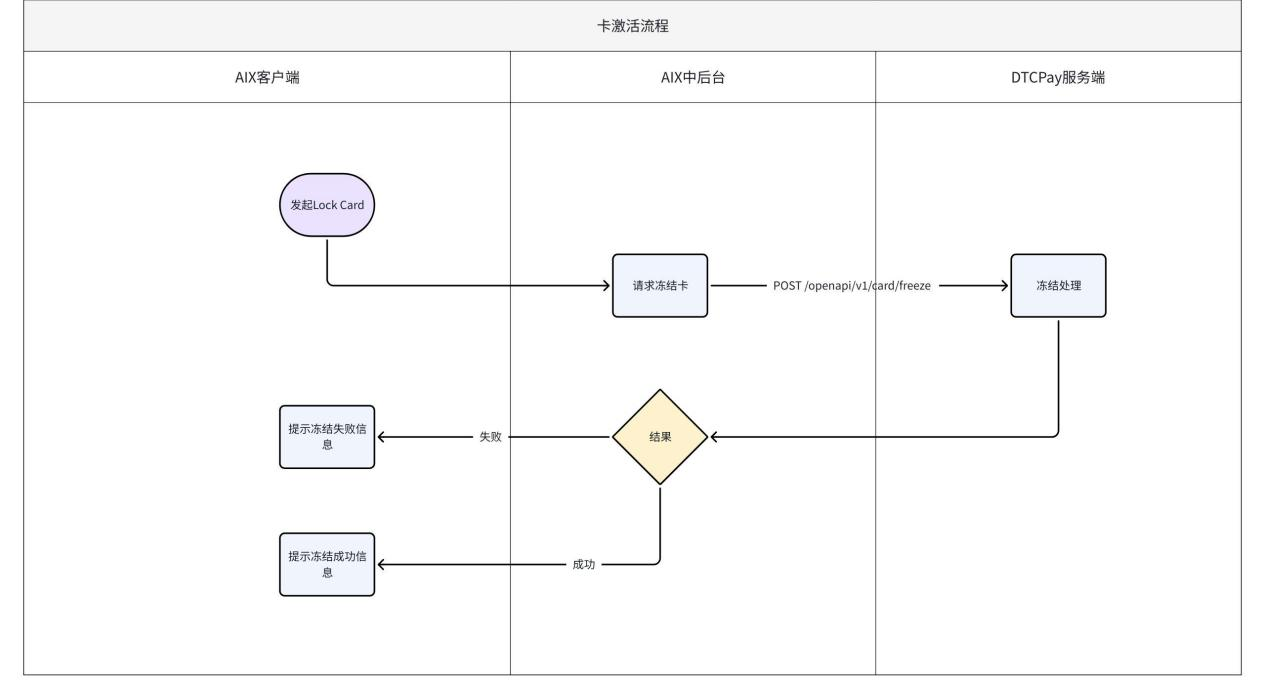 卡激活流程
AIX客户端
AIX中后台
DTCPay服务端
发起Lock Card
请求冻结卡
POST /openapi/v1/card/freeze
冻结处理
提示冻结失败信
息
失败
结果
提示冻结成功信
息
成功